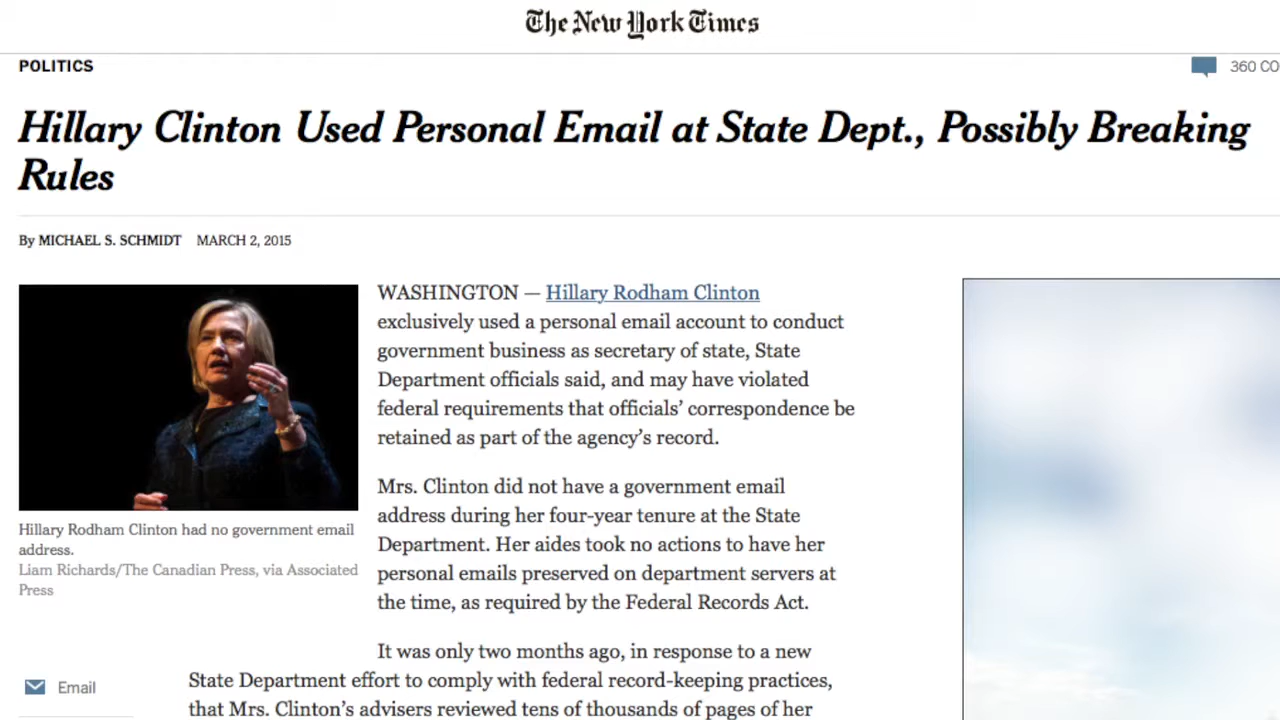 The New York Times
POLITICS
360 CO
Hillary Clinton Used Personal Email at State Dept., Possibly Breaking
Rules
By MICHAEL S. SCHMIDT MARCH 2, 2015
WASHINGTON — Hillary Rodham Clinton
exclusively used a personal email account to conduct
government business as secretary of state, State
Department officials said, and may have violated
federal requirements that officials’ correspondence be
retained as part of the agency’s record.
Mrs. Clinton did not have a government email
address during her four-year tenure at the State
Department. Her aides took no actions to have her
personal emails preserved on department servers at
the time, as required by the Federal Records Act.
It was only two months ago, in response to a new
State Department effort to comply with federal record-keeping practices,
that Mrs. Clinton’s advisers reviewed tens of thousands of pages of her
Hillary Rodham Clinton had no government email
address.
Liam Richards/The Canadian Press, via Associated
Press
Email